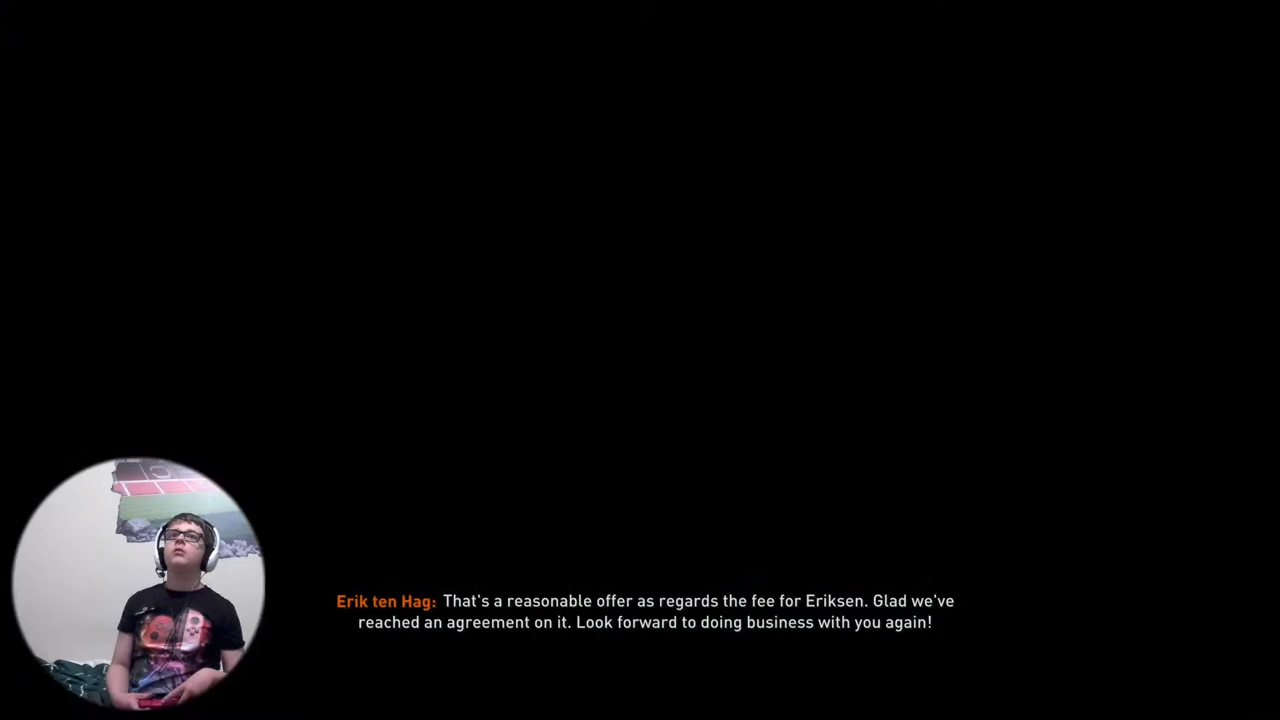 Erik ten Hag: That's a reasonable offer as regards the fee for Eriksen. Glad we've
reached an agreement on it. Look forward to doing business with you again!